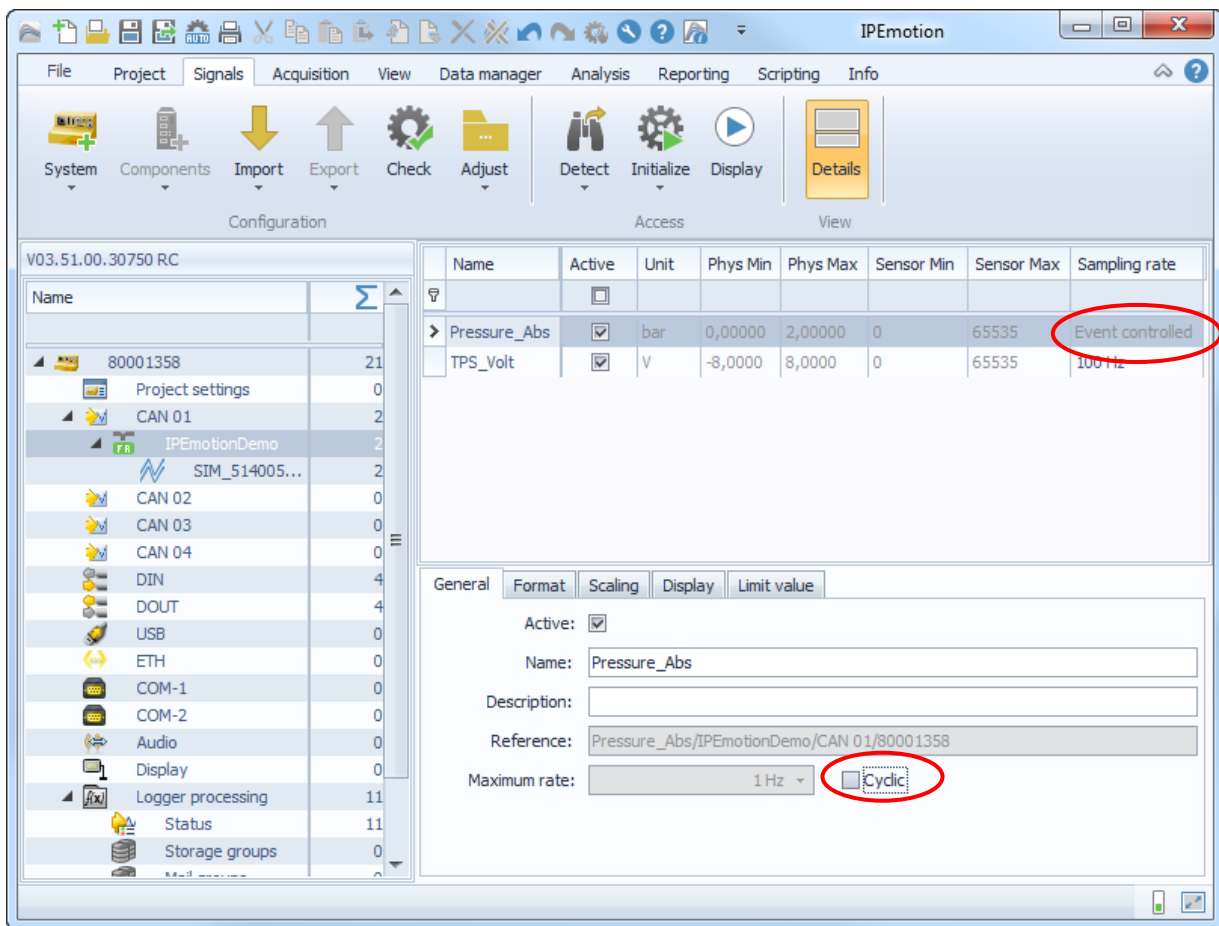 AUTO
IPEmotion
File Project Signals Acquisition View Data manager Analysis Reporting Scripting Info
System Components Import Export Check Adjust Detect Initialize Display Details
Configuration Access View
V03.51.00.30750 RC
Name Σ
80001358 21
Project settings 0
CAN 01 2
IPEmotionDemo 2
SIM_514005... 2
CAN 02 0
CAN 03 0
CAN 04 0
DIN 4
DOUT 4
USB 0
ETH 0
COM-1 0
COM-2 0
Audio 0
Display 0
Logger processing 11
Status 11
Storage groups 0
Name Active Unit Phys Min Phys Max Sensor Min Sensor Max Sampling rate
Pressure_Abs bar 0,00000 2,00000 0 65535 Event controlled
TPS_Volt V -8,0000 8,0000 0 65535 100 Hz
General Format Scaling Display Limit value
Active:
Name: Pressure_Abs
Description:
Reference: Pressure_Abs/IPEmotionDemo/CAN 01/80001358
Maximum rate: 1 Hz Cyclic